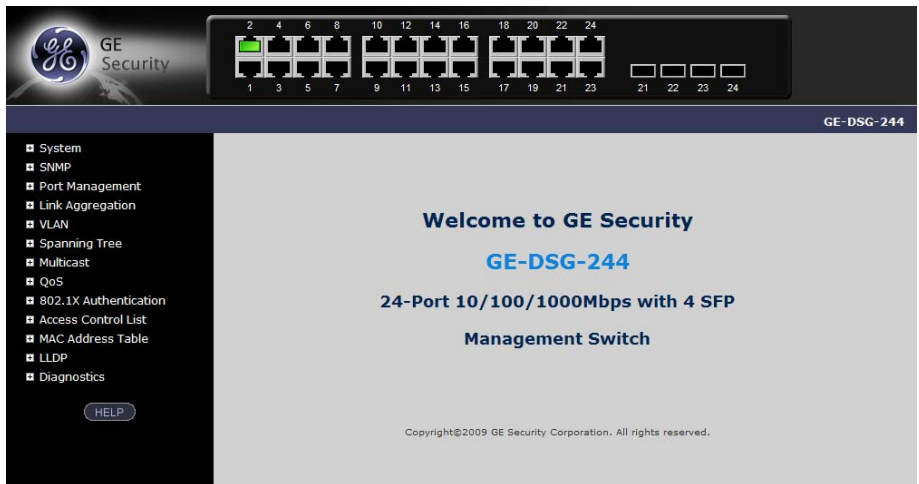 GE
Security
2 4 6 8 10 12 14 16 18 20 22 24
1 3 5 7 9 11 13 15 17 19 21 23 21 22 23 24
GE-DSG-244
System
SNMP
Port Management
Link Aggregation
VLAN
Spanning Tree
Multicast
QoS
802.1X Authentication
Access Control List
MAC Address Table
LLDP
Diagnostics
HELP
Welcome to GE Security
GE-DSG-244
24-Port 10/100/1000Mbps with 4 SFP
Management Switch
Copyright©2009 GE Security Corporation. All rights reserved.